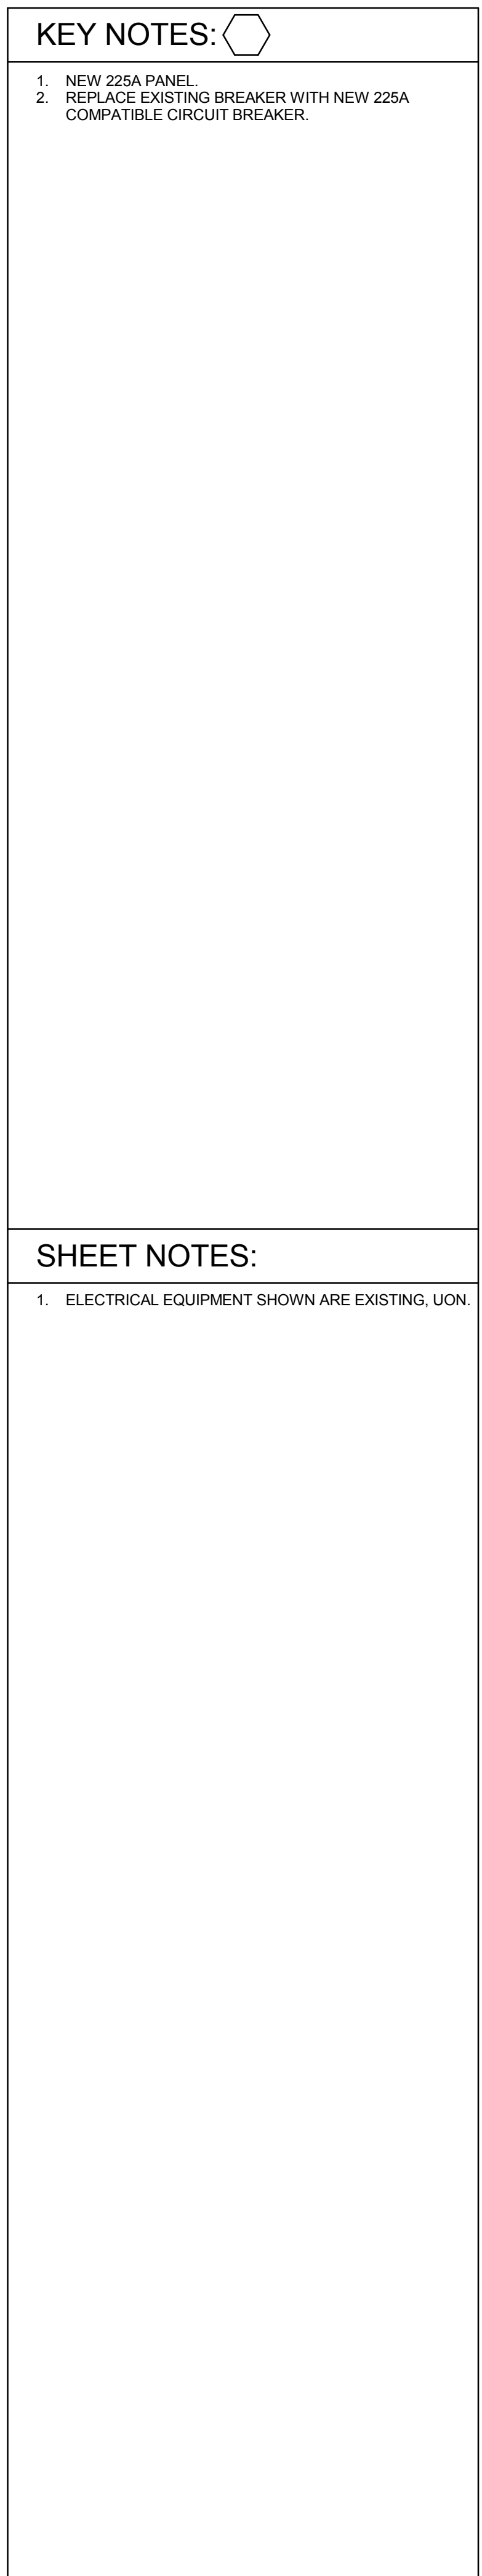 KEY NOTES:
1. NEW 225A PANEL.
2. REPLACE EXISTING BREAKER WITH NEW 225A
COMPATIBLE CIRCUIT BREAKER.
SHEET NOTES:
1. ELECTRICAL EQUIPMENT SHOWN ARE EXISTING, UON.